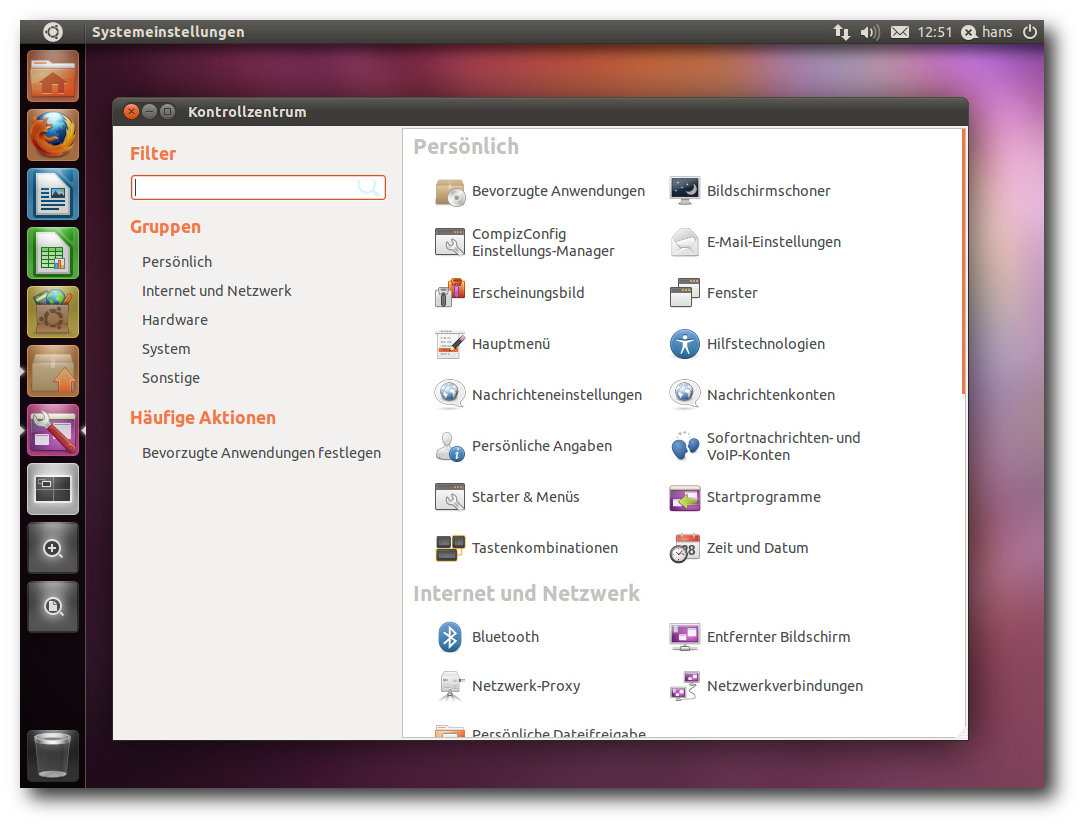 Systemeinstellungen
12:51
hans
Kontrollzentrum
Filter
Gruppen
Persönlich
Internet und Netzwerk
Hardware
System
Sonstige
Häufige Aktionen
Bevorzugte Anwendungen festlegen
Persönlich
Bevorzugte Anwendungen
Bildschirmschoner
CompizConfig
Einstellungs-Manager
E-Mail-Einstellungen
Erscheinungsbild
Fenster
Hauptmenü
Hilfstechnologien
Nachrichteneinstellungen
Nachrichtenkonten
Persönliche Angaben
Sofortnachrichten- und
VoIP-Konten
Starter & Menüs
Startprogramme
Tastenkombinationen
Zeit und Datum
Internet und Netzwerk
Bluetooth
Entfernter Bildschirm
Netzwerk-Proxy
Netzwerkverbindungen
Persönliche Dateifreigabe